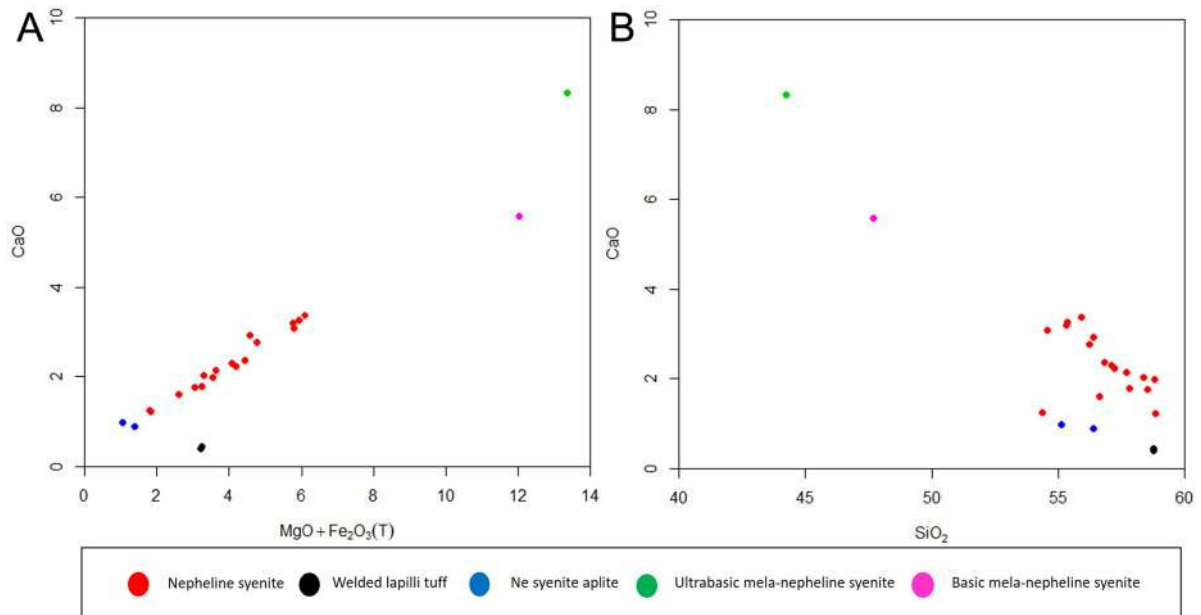 A
B
10
8
6
4
2
0
CaO
0 2 4 6 8 10 12 14
MgO + Fe₂O₃(T)
10
8
6
4
2
0
CaO
40 45 50 55 60
SiO₂
Nepheline syenite Welded lapilli tuff Ne syenite aplite Ultrabasic mela-nepheline syenite Basic mela-nepheline syenite